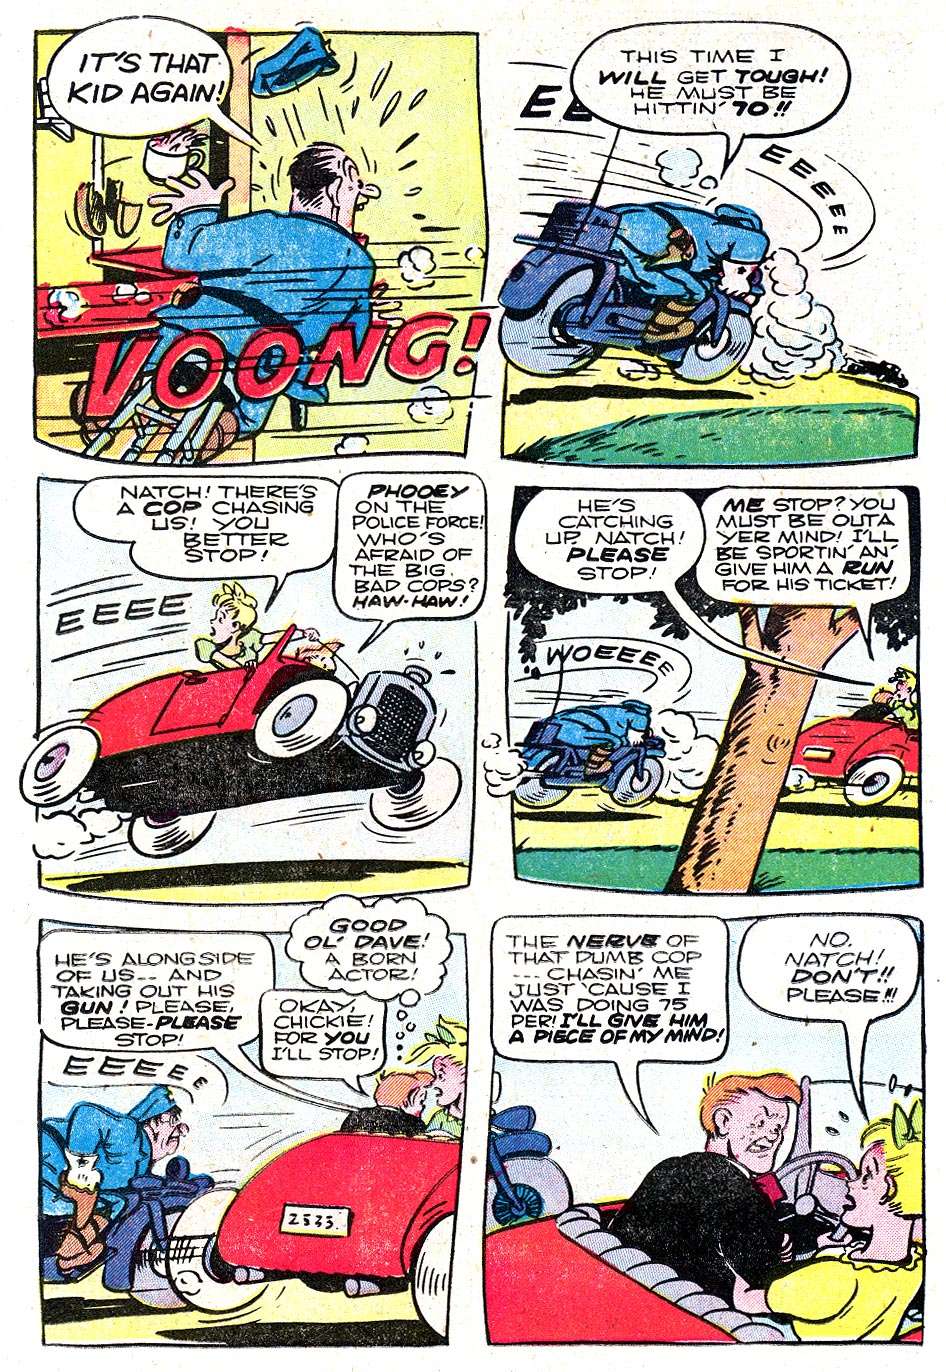 IT'S THAT
KID AGAIN!
VOONG!
THIS TIME I
WILL GET TOUGH!
HE MUST BE
HITTIN' 70!!
EEEEE
NATCH! THERE'S
A COP CHASING
US! YOU
BETTER
STOP!
PHOOEY
ON THE
POLICE FORCE!
WHO'S
AFRAID OF
THE BIG
BAD COPS?
HAW-HAW!
EEEE
HE'S
CATCHING
UP, NATCH!
PLEASE
STOP!
ME STOP? YOU
MUST BE OUTA
YER MIND! I'LL
BE SPORTIN' AN'
GIVE HIM A RUN
FOR HIS TICKET!
WOEEEE
HE'S ALONGSIDE
OF US-- AND
TAKING OUT HIS
GUN! PLEASE,
PLEASE-PLEASE
STOP!
GOOD
OL' DAVE!
A BORN
ACTOR!
OKAY,
CHICKIE!
FOR YOU
I'LL STOP!
EEEEE
2533
THE NERVE OF
THAT DUMB COP
--- CHASIN' ME
JUST 'CAUSE I
WAS DOING 75
PER! I'LL GIVE HIM
A PIECE OF MY MIND!
NO,
NATCH!
DON'T!!
PLEASE!!!